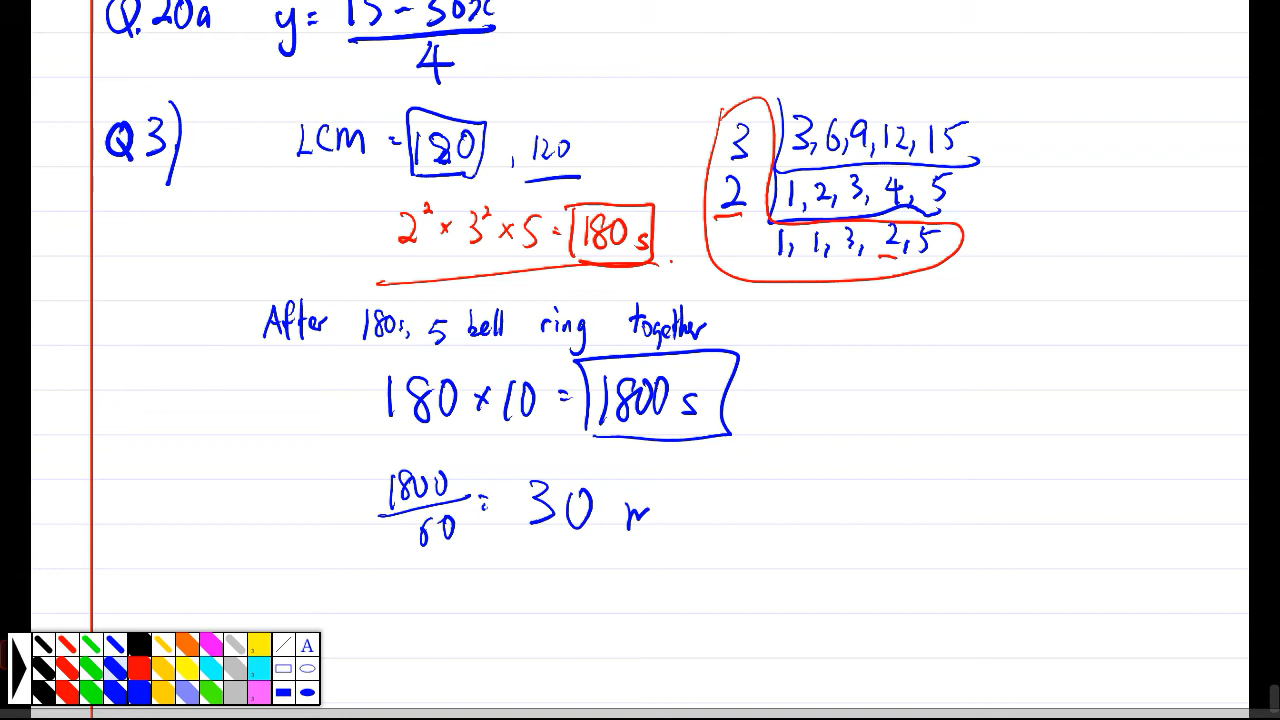 Q.20a y = 15 - 30x / 4
Q3) LCM = 180, 120
2² × 3² × 5 = 180 s
3 | 3, 6, 9, 12, 15
2 | 1, 2, 3, 4, 5
1, 1, 3, 2, 5
After 180s, 5 bell ring together
180 × 10 = 1800 s
1800 / 60 = 30
A